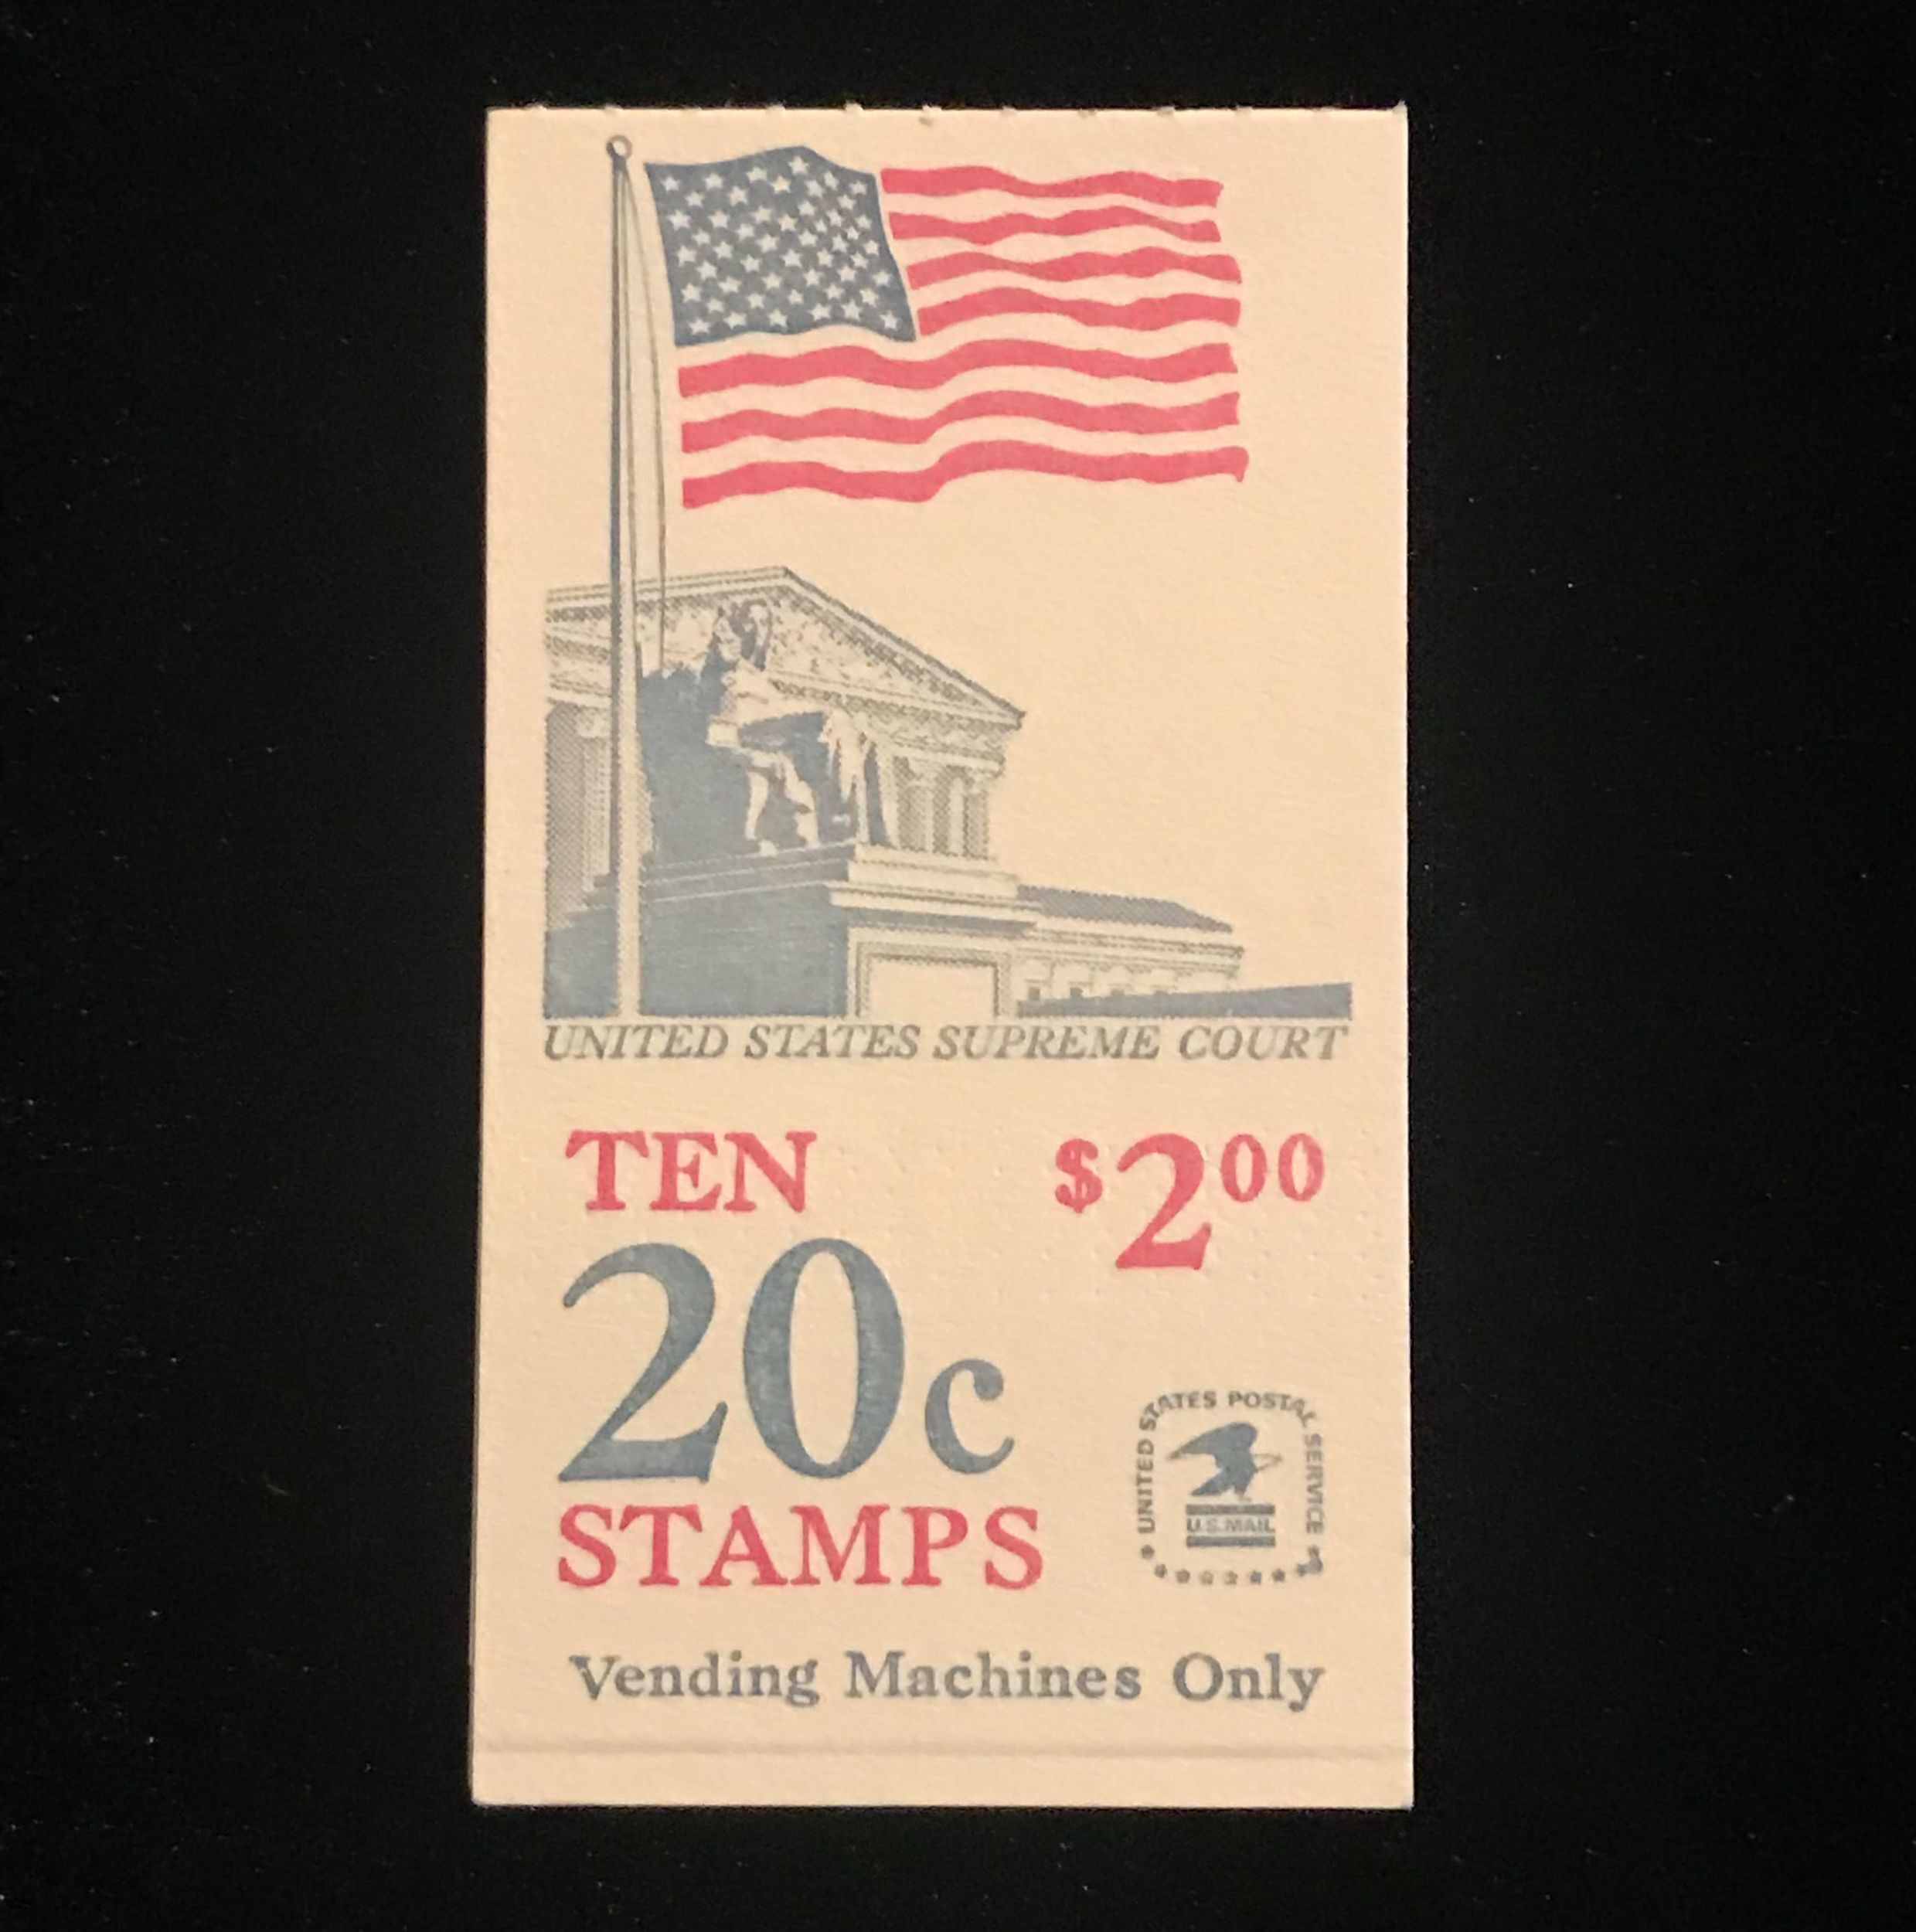 UNITED STATES SUPREME COURT
TEN
$2.00
20c
STAMPS
UNITED STATES POSTAL SERVICE
U.S.MAIL
Vending Machines Only